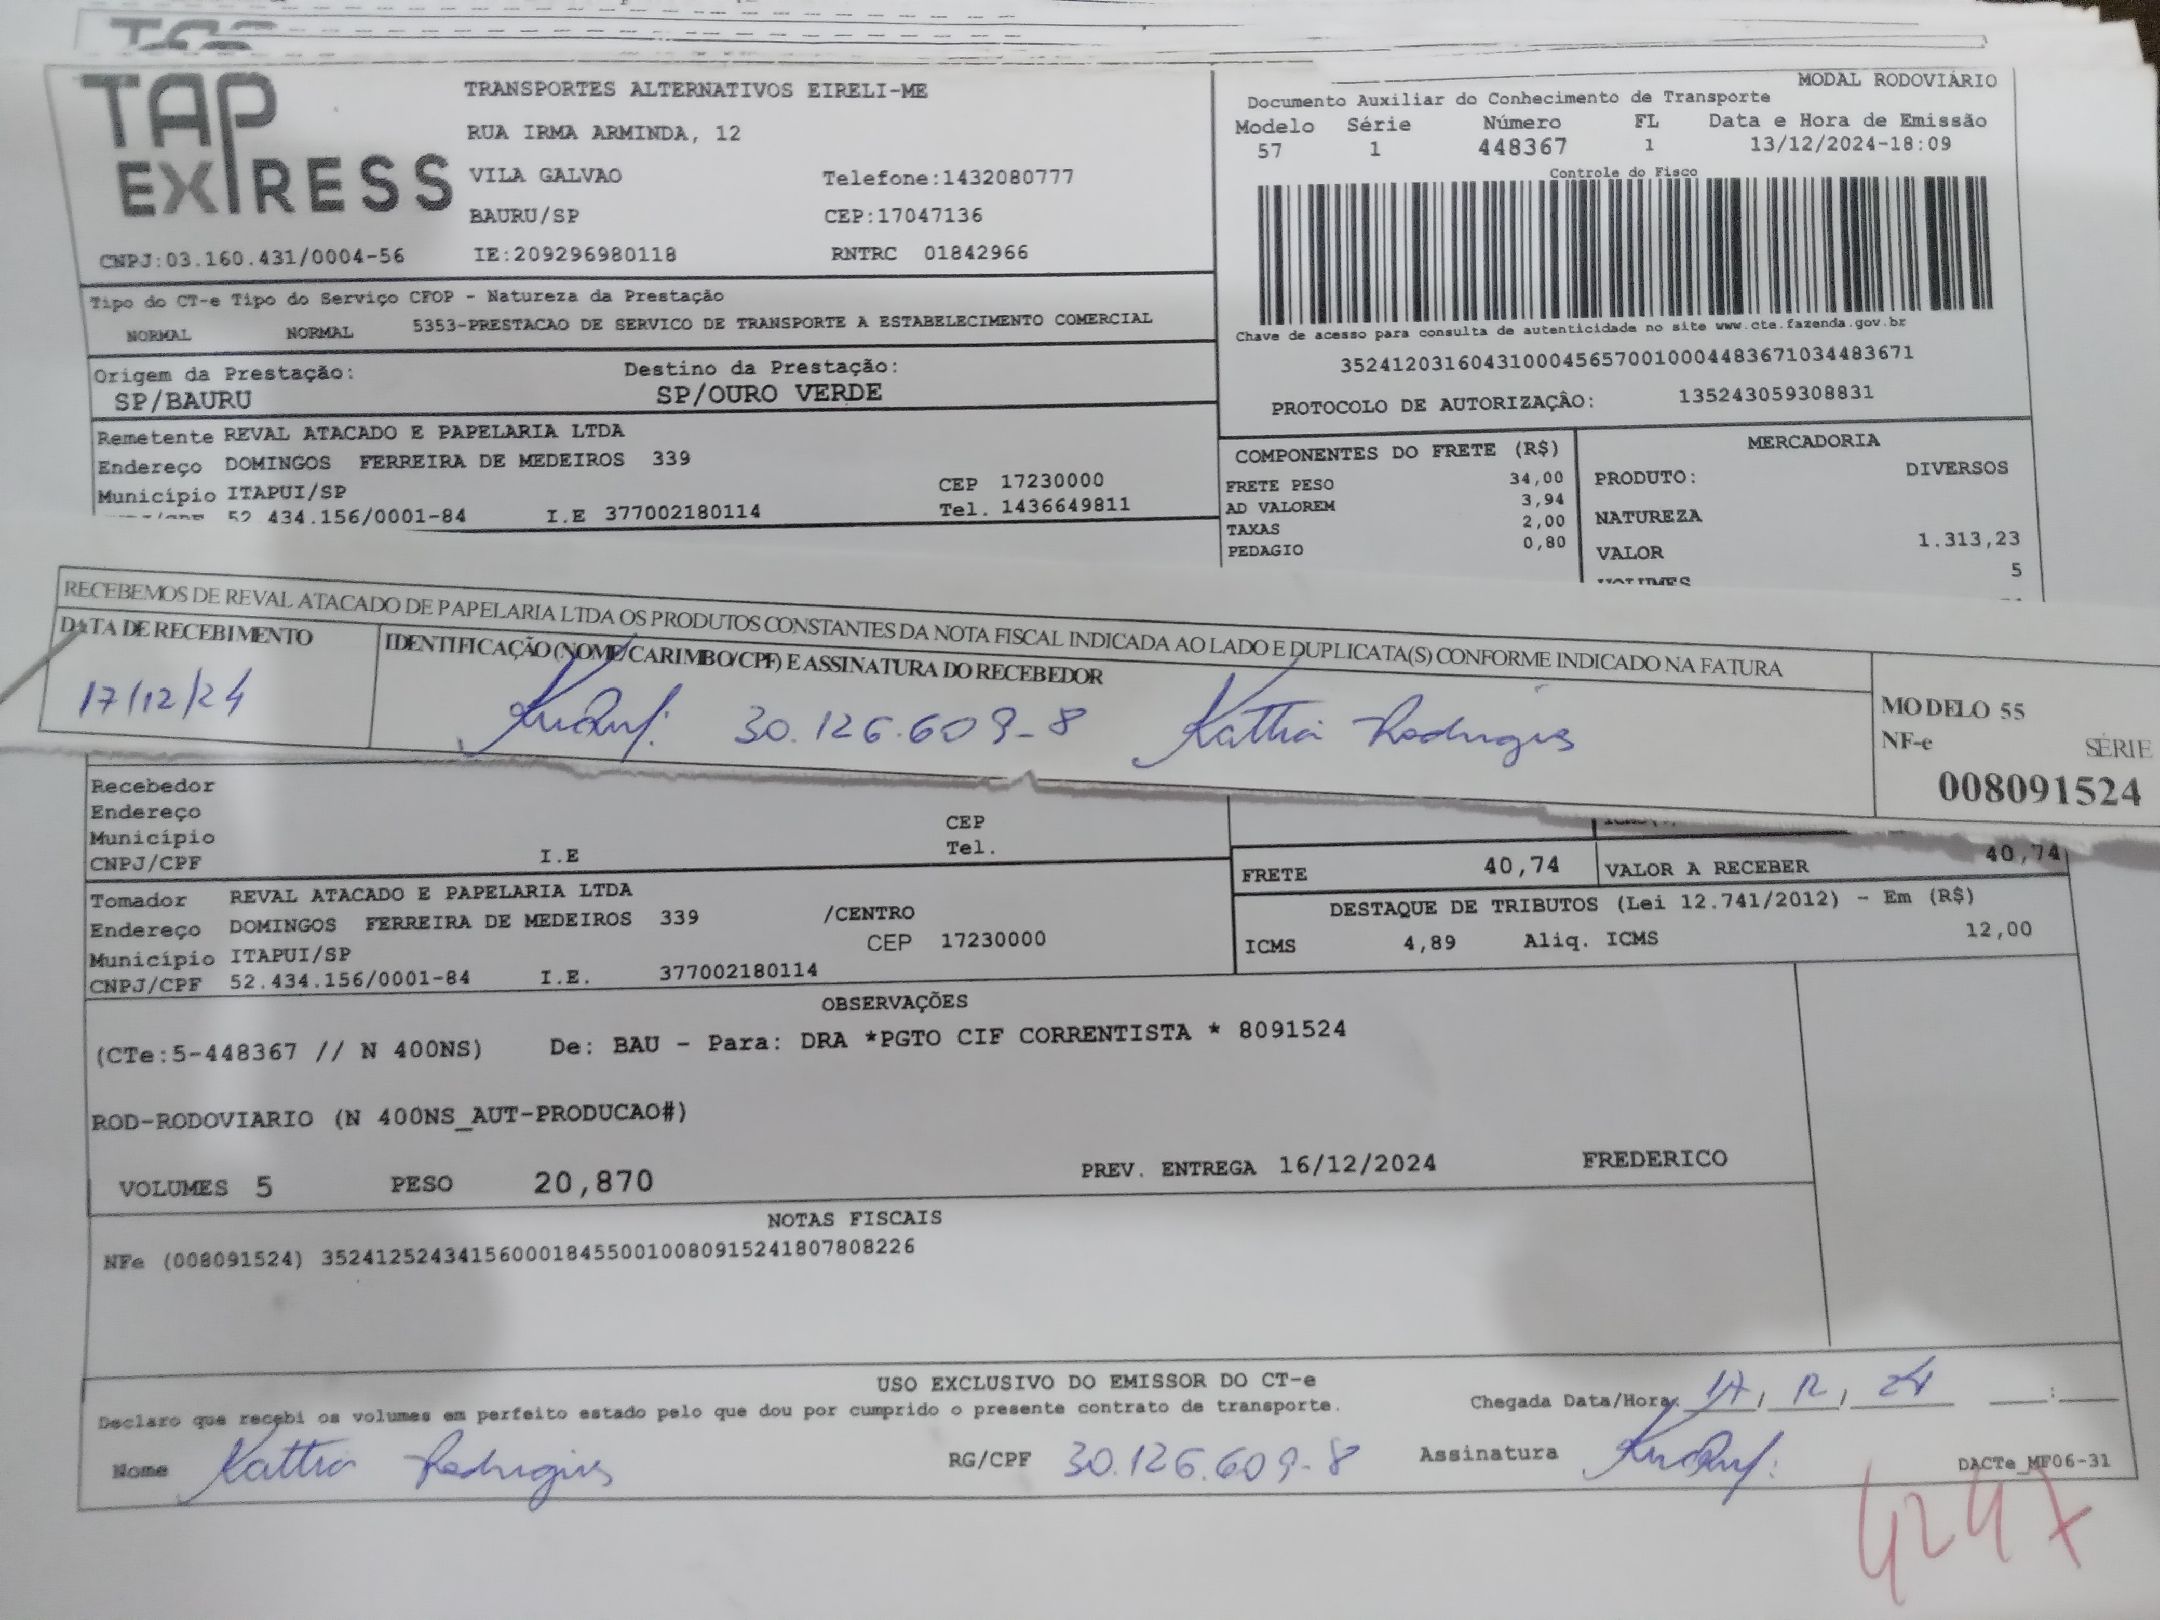 TAP EXPRESS
TRANSPORTES ALTERNATIVOS EIRELI-ME
RUA IRMA ARMINDA, 12
VILA GALVAO Telefone:1432080777
BAURU/SP CEP:17047136
CNPJ:03.160.431/0004-56 IE:209296980118 RNTRC 01842966
MODAL RODOVIÁRIO
Documento Auxiliar do Conhecimento de Transporte
Modelo Série Número FL Data e Hora de Emissão
57 1 448367 1 13/12/2024-18:09
Controle do Fisco
Chave de acesso para consulta de autenticidade no site www.cte.fazenda.gov.br
35241203160431000456570010004483671034483671
PROTOCOLO DE AUTORIZAÇÃO: 135243059308831
Tipo do CT-e Tipo do Serviço CFOP - Natureza da Prestação
NORMAL NORMAL 5353-PRESTACAO DE SERVICO DE TRANSPORTE A ESTABELECIMENTO COMERCIAL
Origem da Prestação: Destino da Prestação:
SP/BAURU SP/OURO VERDE
Remetente REVAL ATACADO E PAPELARIA LTDA
Endereço DOMINGOS FERREIRA DE MEDEIROS 339
Município ITAPUI/SP CEP 17230000
52.434.156/0001-84 I.E 377002180114 Tel. 1436649811
COMPONENTES DO FRETE (R$)
FRETE PESO 34,00
AD VALOREM 3,94
TAXAS 2,00
PEDAGIO 0,80
MERCADORIA
PRODUTO: DIVERSOS
NATUREZA
VALOR 1.313,23
VOLUMES 5
RECEBEMOS DE REVAL ATACADO DE PAPELARIA LTDA OS PRODUTOS CONSTANTES DA NOTA FISCAL INDICADA AO LADO E DUPLICATA(S) CONFORME INDICADO NA FATURA
DATA DE RECEBIMENTO IDENTIFICAÇÃO (NOME/CARIMBO/CPF) E ASSINATURA DO RECEBEDOR
17/12/24 30.126.609-8 Kattia Rodrigues
MODELO 55
NF-e SÉRIE
008091524
Recebedor
Endereço
Município CEP
CNPJ/CPF I.E Tel.
FRETE 40,74 VALOR A RECEBER 40,74
Tomador REVAL ATACADO E PAPELARIA LTDA
Endereço DOMINGOS FERREIRA DE MEDEIROS 339 /CENTRO
Município ITAPUI/SP CEP 17230000
CNPJ/CPF 52.434.156/0001-84 I.E. 377002180114
DESTAQUE DE TRIBUTOS (Lei 12.741/2012) - Em (R$)
ICMS 4,89 Aliq. ICMS 12,00
OBSERVAÇÕES
(CTe:5-448367 // N 400NS) De: BAU - Para: DRA *PGTO CIF CORRENTISTA * 8091524
ROD-RODOVIARIO (N 400NS_AUT-PRODUCAO#)
VOLUMES 5 PESO 20,870 PREV. ENTREGA 16/12/2024 FREDERICO
NOTAS FISCAIS
NFe (008091524) 35241252434156000184550010080915241807808226
USO EXCLUSIVO DO EMISSOR DO CT-e
Declaro que recebi os volumes em perfeito estado pelo que dou por cumprido o presente contrato de transporte.
Chegada Data/Hora: 17, 12, 24 :
Nome Kattia Rodrigues RG/CPF 30.126.609-8 Assinatura
DACTe_MF06-31
4247